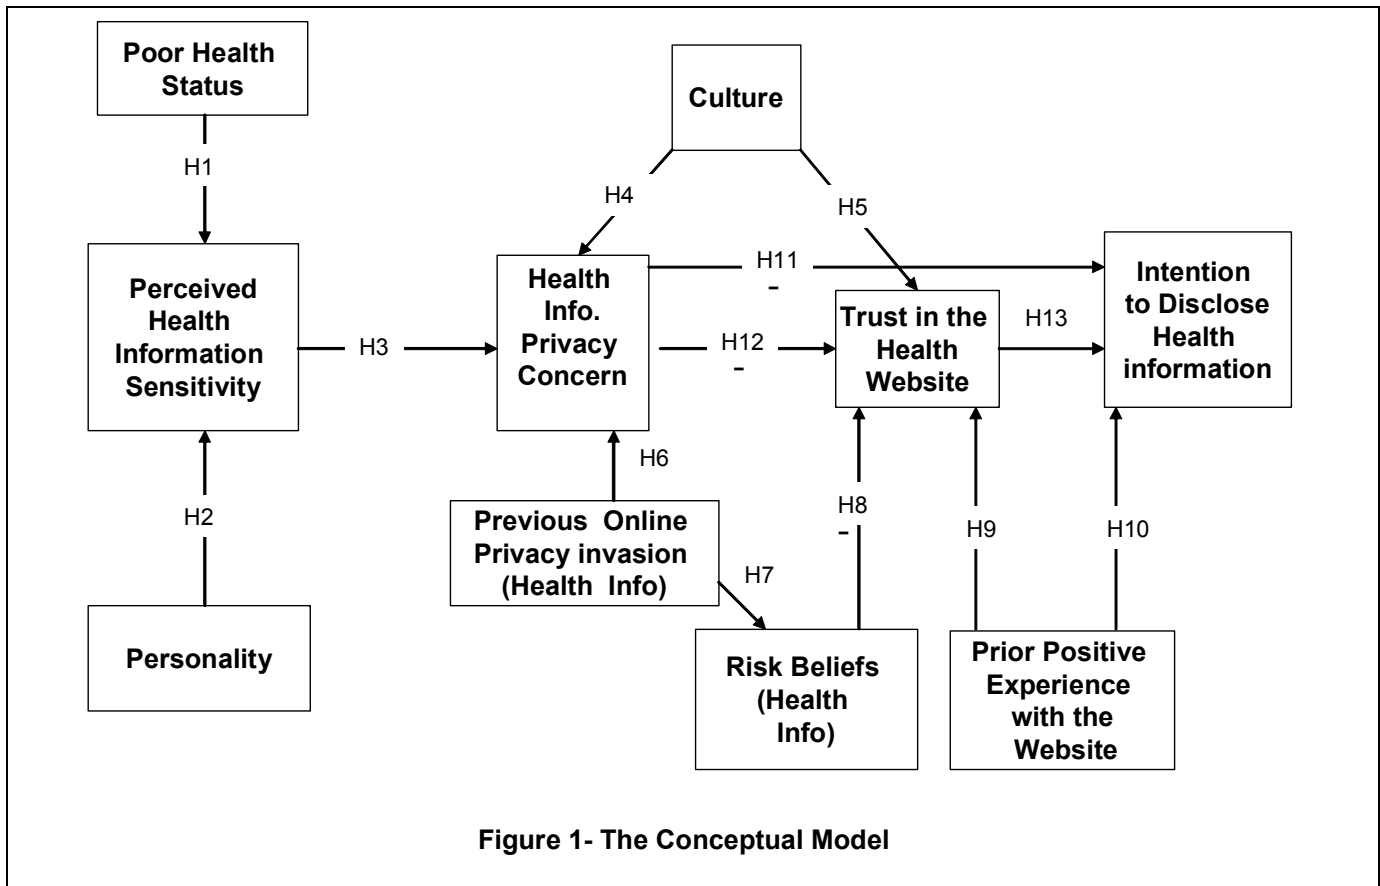 Poor Health
Status
Culture
H1
H4
H5
Perceived
Health
Information
Sensitivity
H3
Health
Info.
Privacy
Concern
H11
-
H12
-
Trust in the
Health
Website
H13
Intention
to Disclose
Health
information
H2
H6
Previous Online
Privacy invasion
(Health Info)
H7
H8
-
H9
H10
Personality
Risk Beliefs
(Health
Info)
Prior Positive
Experience
with the
Website
Figure 1- The Conceptual Model